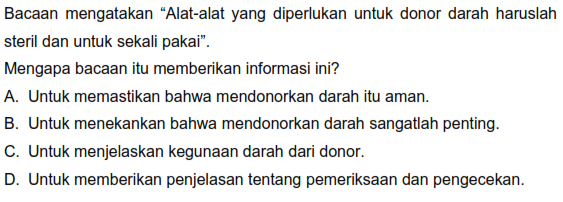 Bacaan mengatakan “Alat-alat yang diperlukan untuk donor darah haruslah
steril dan untuk sekali pakai”.
Mengapa bacaan itu memberikan informasi ini?
A. Untuk memastikan bahwa mendonorkan darah itu aman.
B. Untuk menekankan bahwa mendonorkan darah sangatlah penting.
C. Untuk menjelaskan kegunaan darah dari donor.
D. Untuk memberikan penjelasan tentang pemeriksaan dan pengecekan.